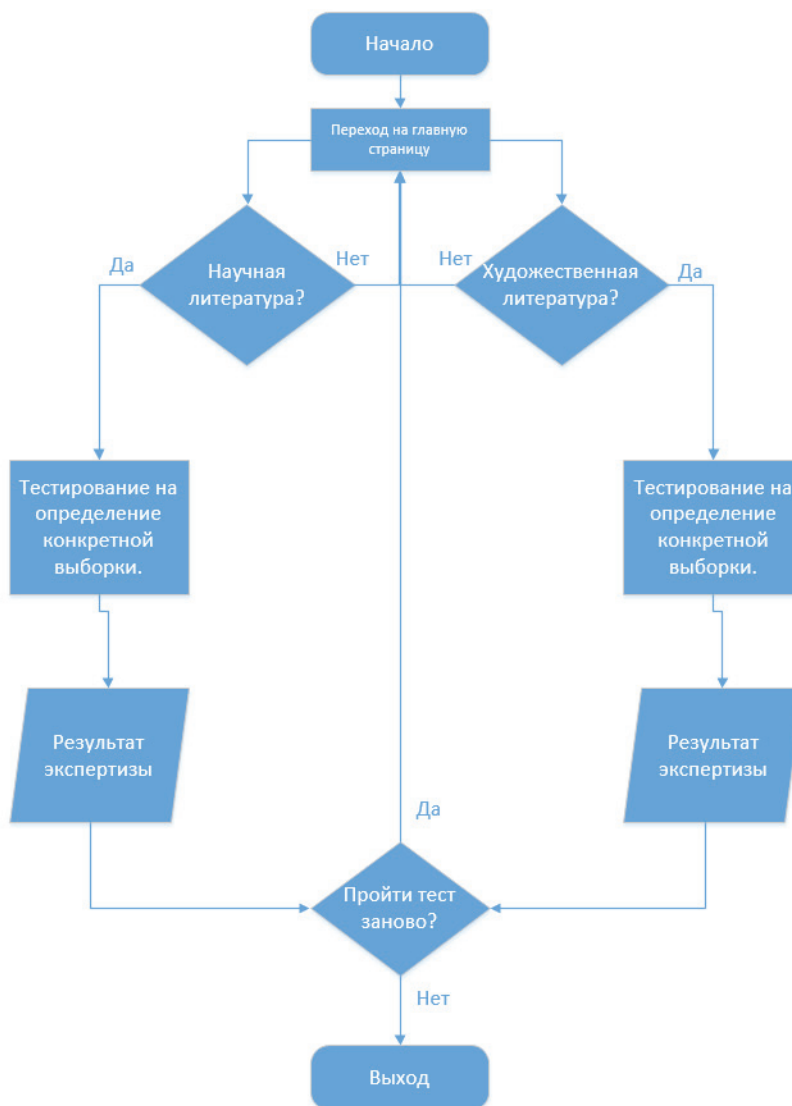 Начало
Переход на главную
страницу
Да
Научная
литература?
Нет
Нет
Художественная
литература?
Да
Тестирование на
определение
конкретной
выборки.
Тестирование на
определение
конкретной
выборки.
Результат
экспертизы
Результат
экспертизы
Да
Пройти тест
заново?
Нет
Выход